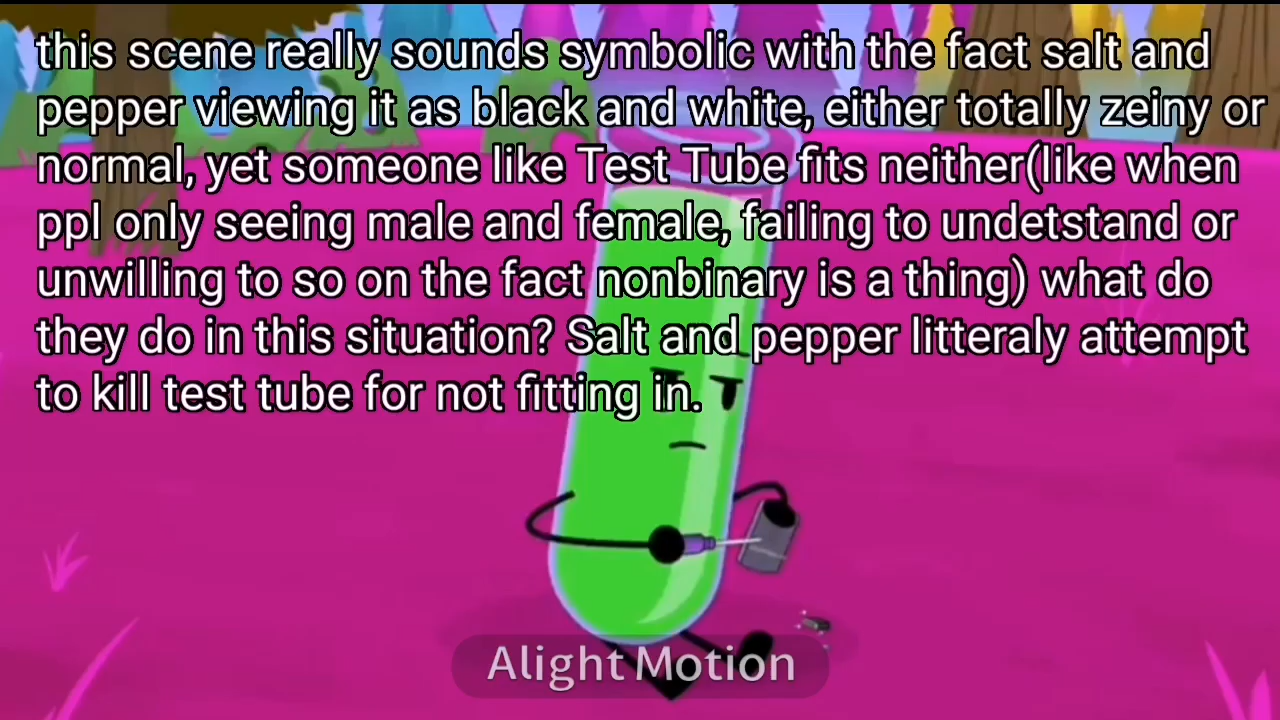 this scene really sounds symbolic with the fact salt and
pepper viewing it as black and white, either totally zeiny or
normal, yet someone like Test Tube fits neither(like when
ppl only seeing male and female, failing to undetstand or
unwilling to so on the fact nonbinary is a thing) what do
they do in this situation? Salt and pepper litteraly attempt
to kill test tube for not fitting in.
Alight Motion